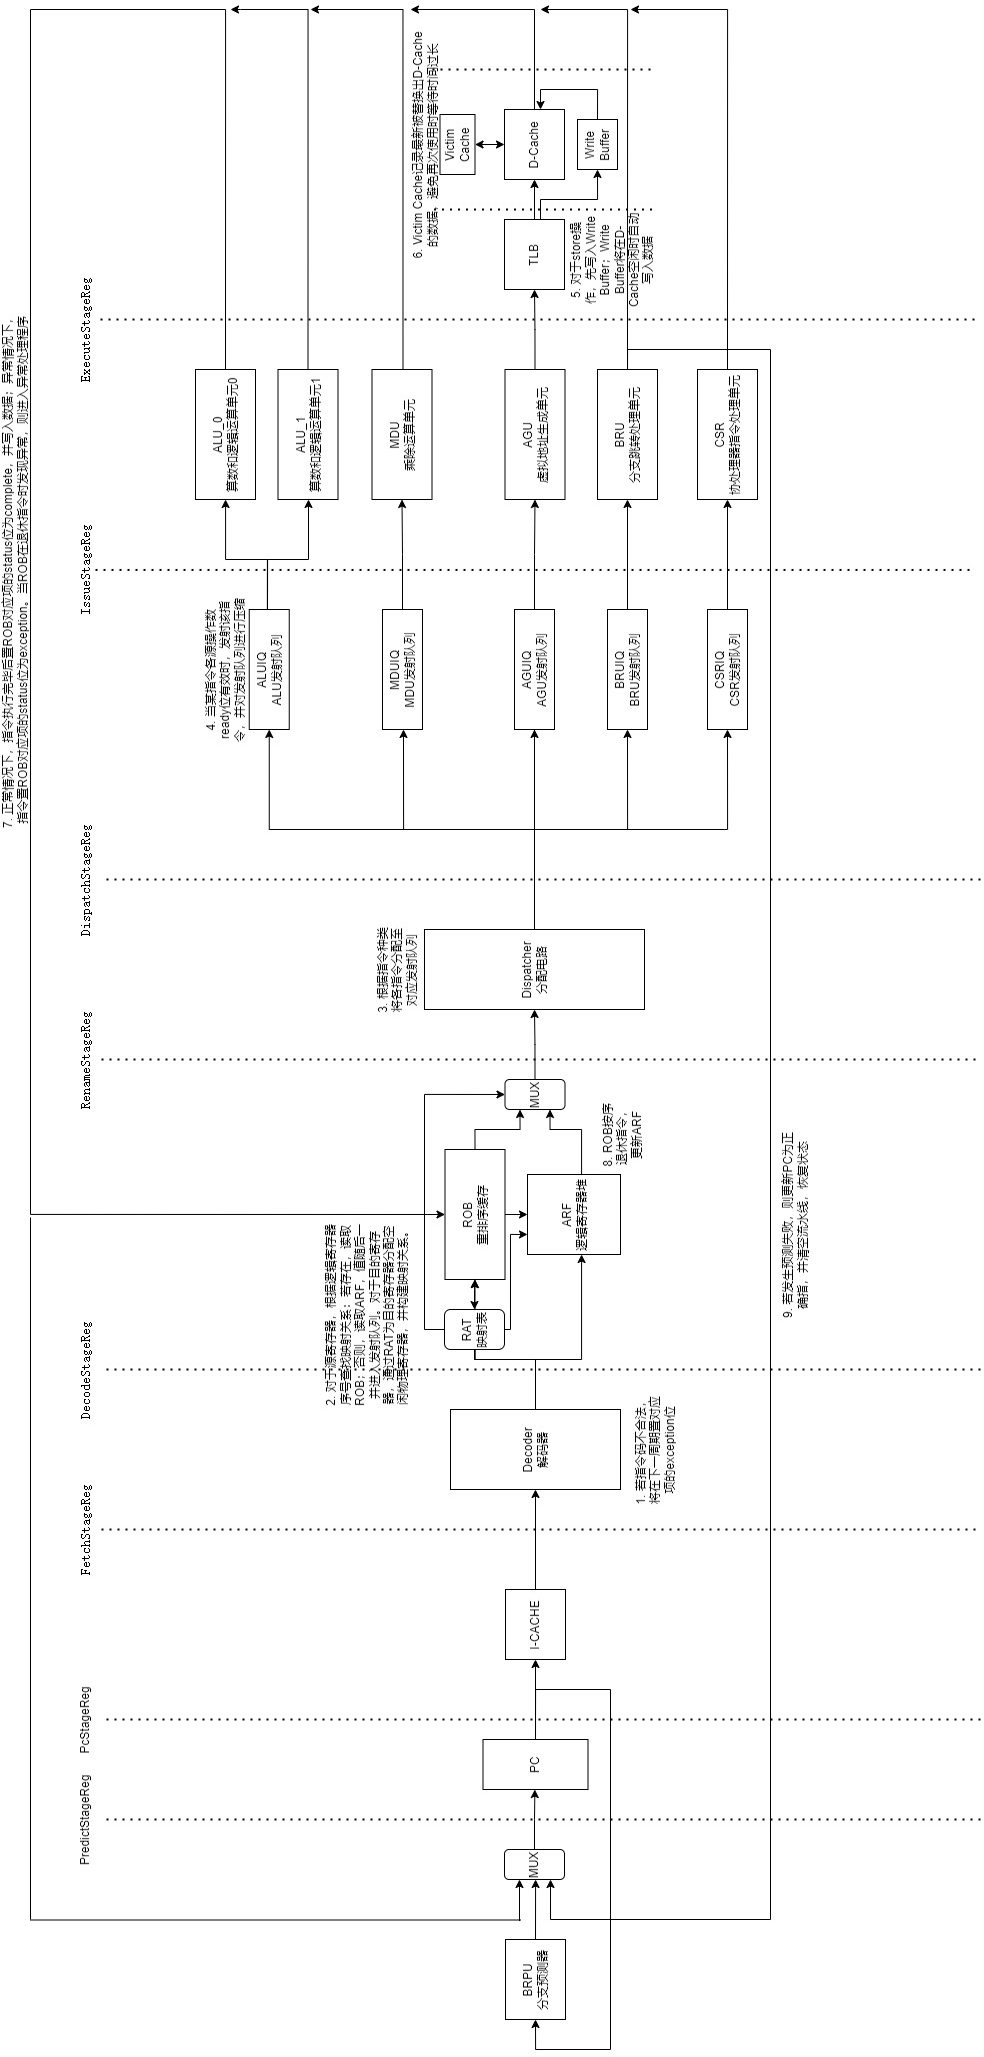 7. 正常情况下，指令执行完毕后置ROB对应项的status位为complete，并写入数据；异常情况下，
指令置ROB对应项的status位为exception。当ROB在退休指令时发现异常，则进入异常处理程序
PredictStageReg
PcStageReg
FetchStageReg
DecodeStageReg
RenameStageReg
DispatchStageReg
IssueStageReg
ExecuteStageReg
BRPU
分支预测器
MUX
PC
I-CACHE
Decoder
解码器
1. 若指令码不合法，
将在下一周期置对应
项的exception位
2. 对于源寄存器，根据逻辑寄存器
序号查找映射关系：若存在，读取
ROB；否则，读取ARF，值随后一
并进入发射队列。对于目的寄存
器，通过RAT为目的寄存器分配空
闲物理寄存器，并构建映射关系。
RAT
映射表
ROB
重排序缓存
ARF
逻辑寄存器堆
MUX
8. ROB按序
退休指令，
更新ARF
3. 根据指令种类
将各指令分配至
对应发射队列
Dispatcher
分配电路
4. 当某指令各源操作数
ready位有效时，发射该指
令，并对发射队列进行压缩
ALUIQ
ALU发射队列
MDUIQ
MDU发射队列
AGUIQ
AGU发射队列
BRUIQ
BRU发射队列
CSRIQ
CSR发射队列
ALU_0
算数和逻辑运算单元0
ALU_1
算数和逻辑运算单元1
MDU
乘除运算单元
AGU
虚拟地址生成单元
BRU
分支跳转处理单元
CSR
协处理器指令处理单元
TLB
5. 对于store操
作，先写入Write
Buffer；Write
Buffer将在D-
Cache空闲时自动
写入数据
6. Victim Cache记录最新被替换出D-Cache
的数据，避免再次使用时等待时间过长
Victim
Cache
D-Cache
Write
Buffer
9. 若发生预测失败，则更新PC为正
确指，并清空流水线，恢复状态